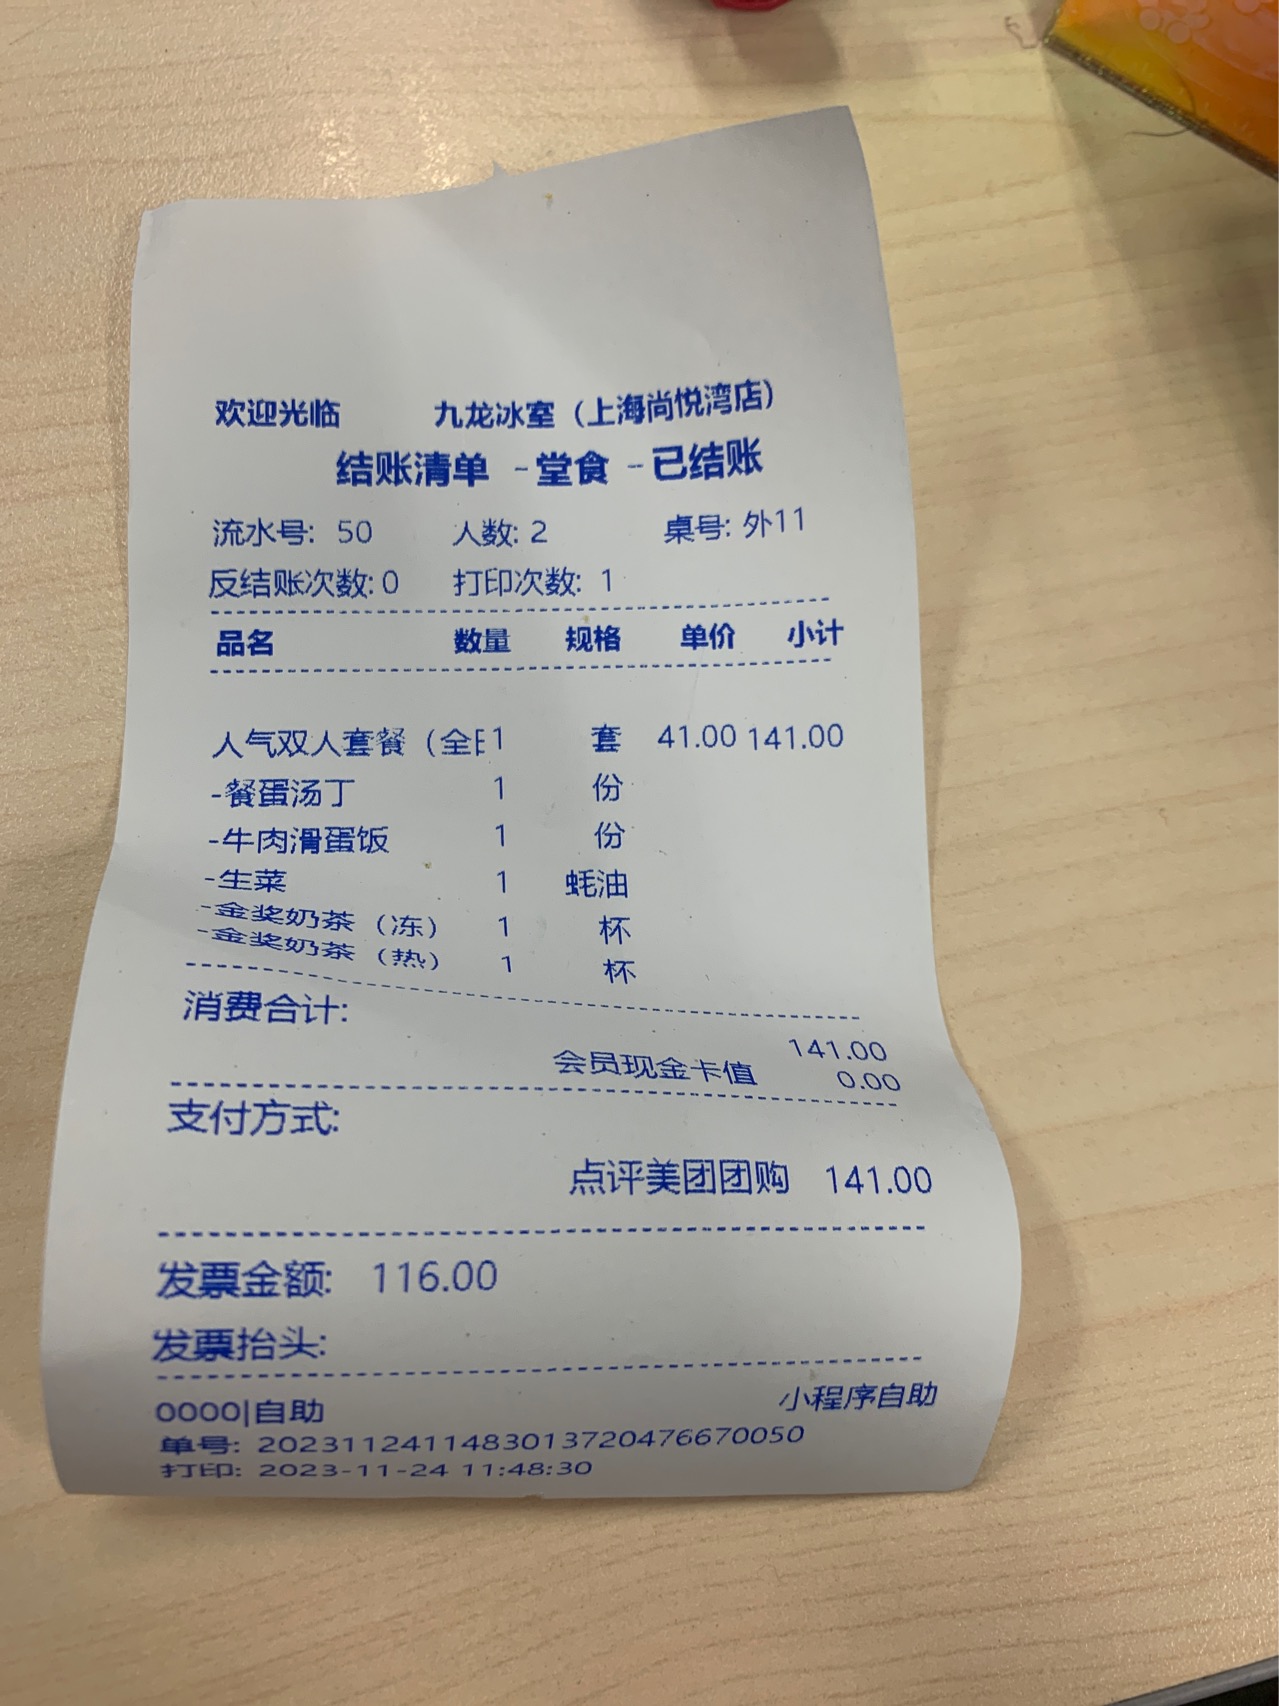 欢迎光临 九龙冰室（上海尚悦湾店）
结账清单 -堂食 -已结账
流水号: 50 人数: 2 桌号: 外11
反结账次数: 0 打印次数: 1
品名 数量 规格 单价 小计
人气双人套餐（全日 1 套 41.00 141.00
-餐蛋汤丁 1 份
-牛肉滑蛋饭 1 份
-生菜 1 蚝油
-金奖奶茶（冻） 1 杯
-金奖奶茶（热） 1 杯
消费合计:
141.00
会员现金卡值 0.00
支付方式:
点评美团团购 141.00
发票金额: 116.00
发票抬头:
0000|自助 小程序自助
单号: 2023112411483013720476670050
打印: 2023-11-24 11:48:30